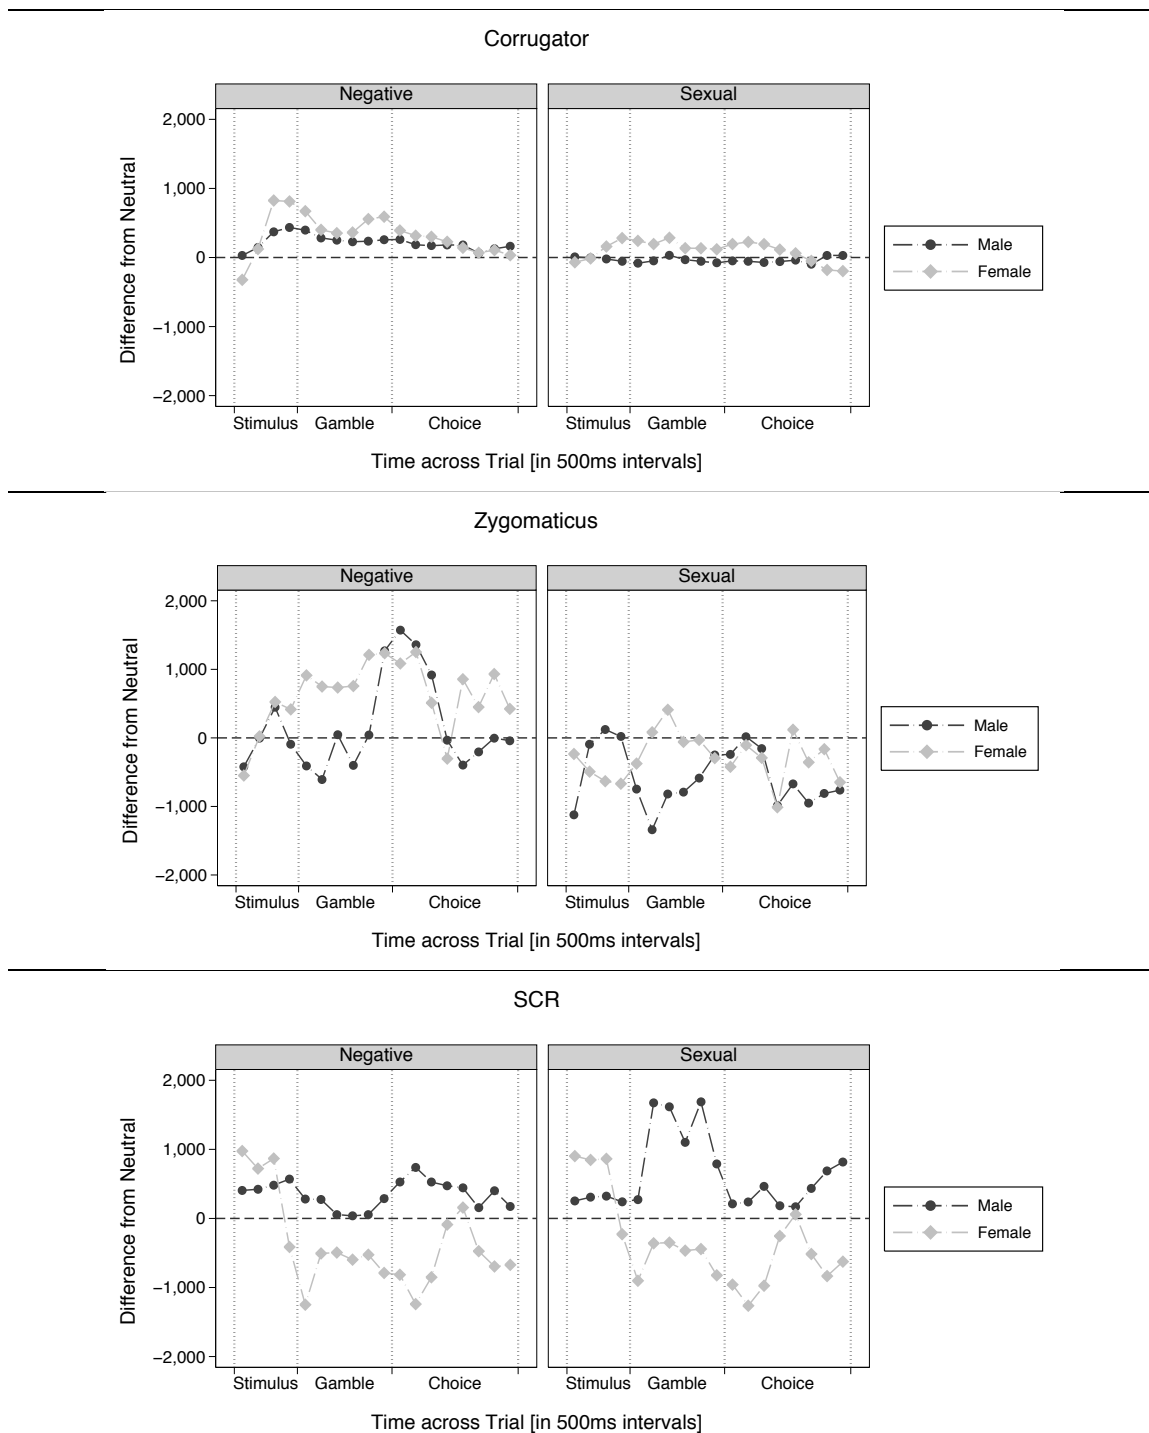 Corrugator
Negative Sexual
2,000
1,000
0
−1,000
−2,000
Difference from Neutral
Stimulus Gamble Choice Stimulus Gamble Choice
Time across Trial [in 500ms intervals]
Male
Female
Zygomaticus
Negative Sexual
2,000
1,000
0
−1,000
−2,000
Difference from Neutral
Stimulus Gamble Choice Stimulus Gamble Choice
Time across Trial [in 500ms intervals]
Male
Female
SCR
Negative Sexual
2,000
1,000
0
−1,000
−2,000
Difference from Neutral
Stimulus Gamble Choice Stimulus Gamble Choice
Time across Trial [in 500ms intervals]
Male
Female